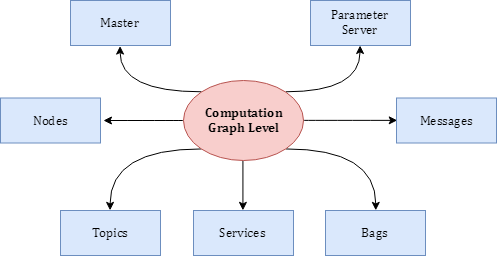 Master
Parameter
Server
Computation
Graph Level
Nodes
Messages
Topics
Services
Bags